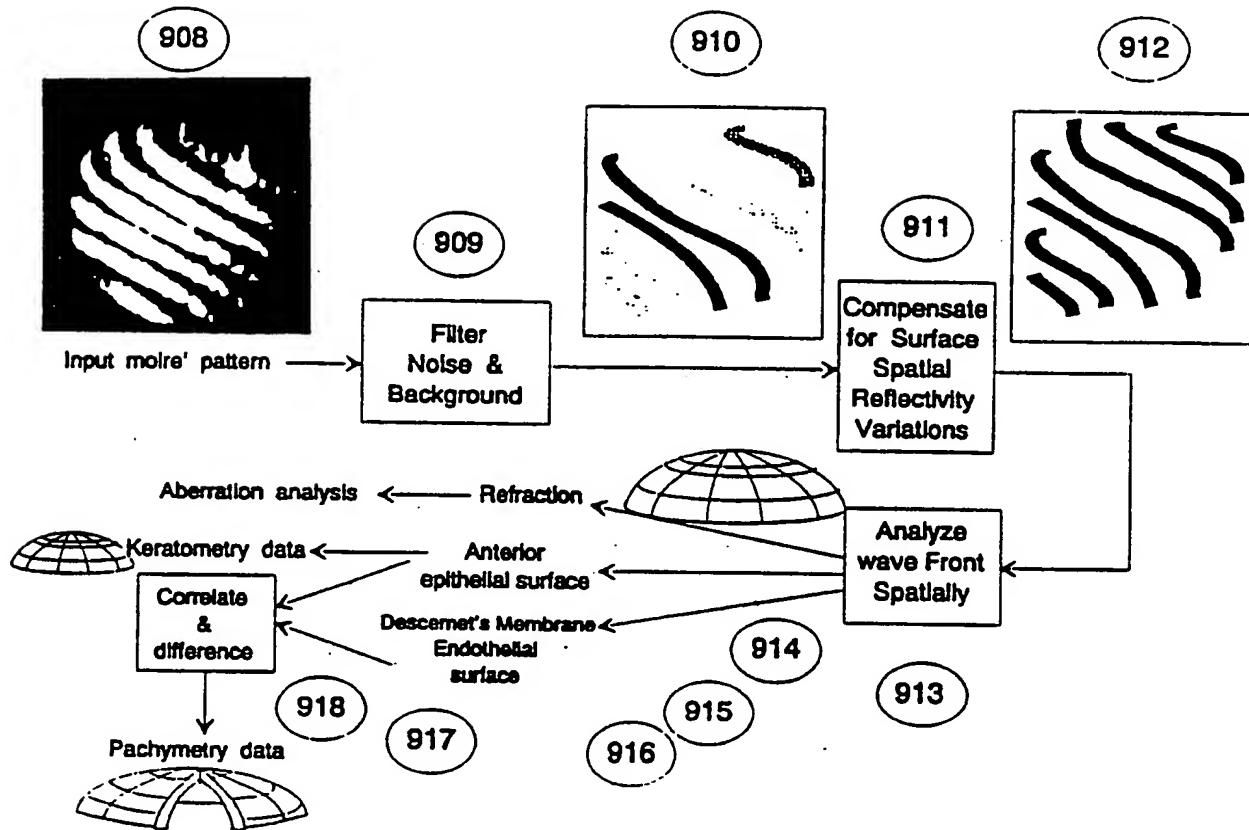 908
910
912
909
911
Input moire' pattern
Filter
Noise &
Background
Compensate
for Surface
Spatial
Reflectivity
Variations
Aberration analysis
Refraction
Keratometry data
Anterior
epithelial surface
Analyze
wave Front
Spatially
Correlate
&
difference
Descemet's Membrane
Endothelial
surface
914
913
918
917
915
916
Pachymetry data